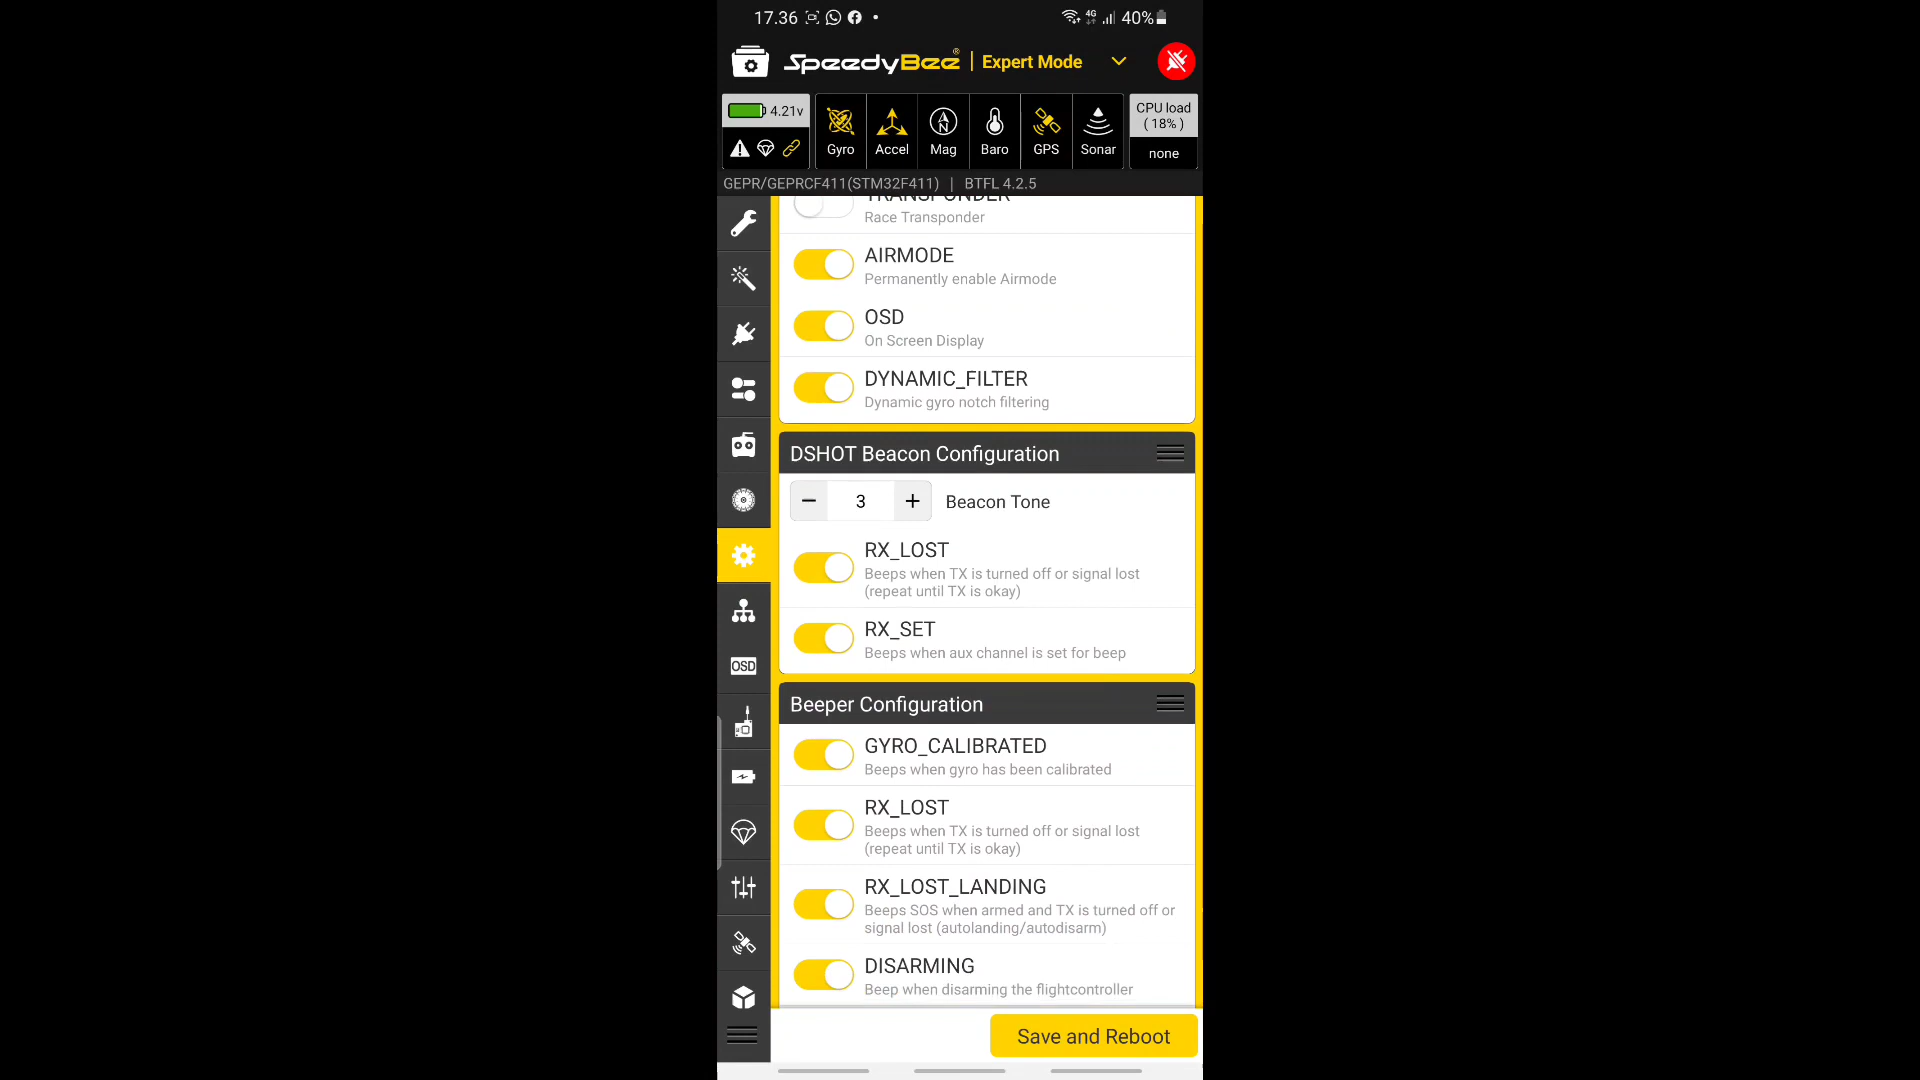 17.36
4G 40%
SpeedyBee® | Expert Mode
4.21v
Gyro Accel Mag Baro GPS Sonar
CPU load
( 18% )
none
GEPR/GEPRCF411(STM32F411) | BTFL 4.2.5
TRANSPONDER
Race Transponder
AIRMODE
Permanently enable Airmode
OSD
On Screen Display
DYNAMIC_FILTER
Dynamic gyro notch filtering
DSHOT Beacon Configuration
− 3 + Beacon Tone
RX_LOST
Beeps when TX is turned off or signal lost
(repeat until TX is okay)
RX_SET
Beeps when aux channel is set for beep
OSD
Beeper Configuration
GYRO_CALIBRATED
Beeps when gyro has been calibrated
RX_LOST
Beeps when TX is turned off or signal lost
(repeat until TX is okay)
RX_LOST_LANDING
Beeps SOS when armed and TX is turned off or
signal lost (autolanding/autodisarm)
DISARMING
Beep when disarming the flightcontroller
Save and Reboot